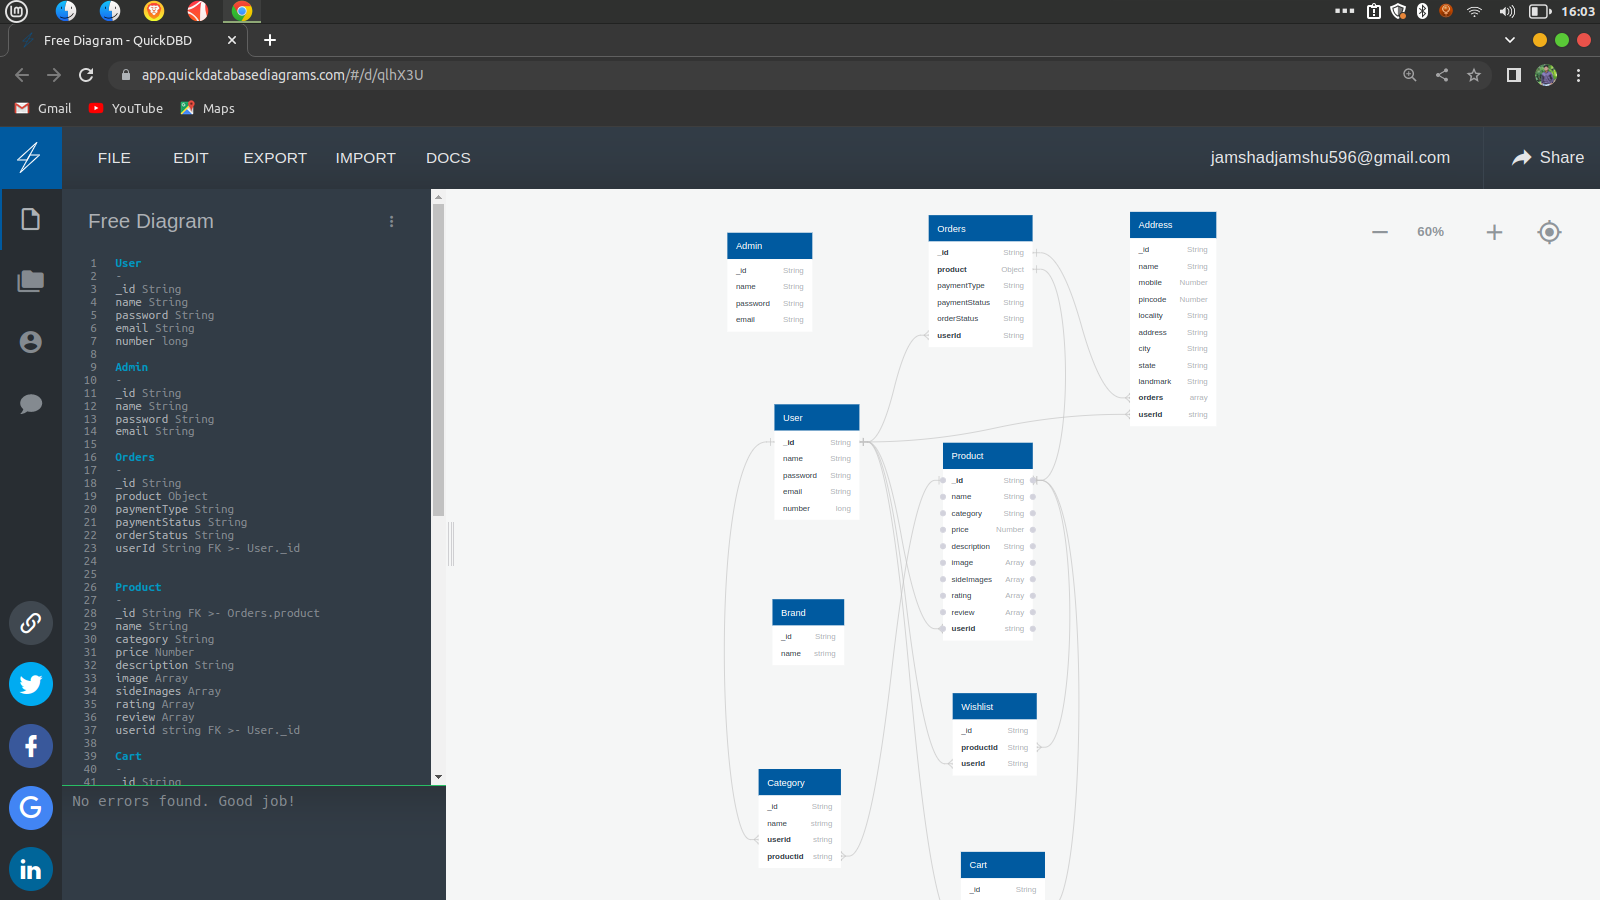 16:03
Free Diagram - QuickDBD
app.quickdatabasediagrams.com/#/d/qlhX3U
Gmail
YouTube
Maps
FILE
EDIT
EXPORT
IMPORT
DOCS
jamshadjamshu596@gmail.com
Share
Free Diagram
1 User
2 -
3 _id String
4 name String
5 password String
6 email String
7 number long
8
9 Admin
10 -
11 _id String
12 name String
13 password String
14 email String
15
16 Orders
17 -
18 _id String
19 product Object
20 paymentType String
21 paymentStatus String
22 orderStatus String
23 userId String FK >- User._id
24
25
26 Product
27 -
28 _id String FK >- Orders.product
29 name String
30 category String
31 price Number
32 description String
33 image Array
34 sideImages Array
35 rating Array
36 review Array
37 userid string FK >- User._id
38
39 Cart
40 -
41 _id String
No errors found. Good job!
60%
Admin
_id String
name String
password String
email String
Orders
_id String
product Object
paymentType String
paymentStatus String
orderStatus String
userId String
Address
_id String
name String
mobile Number
pincode Number
locality String
address String
city String
state String
landmark String
orders array
userId string
User
_id String
name String
password String
email String
number long
Product
_id String
name String
category String
price Number
description String
image Array
sideImages Array
rating Array
review Array
userid string
Brand
_id String
name strimg
Wishlist
_id String
productId String
userId String
Category
_id String
name strimg
userid string
productid string
Cart
_id String